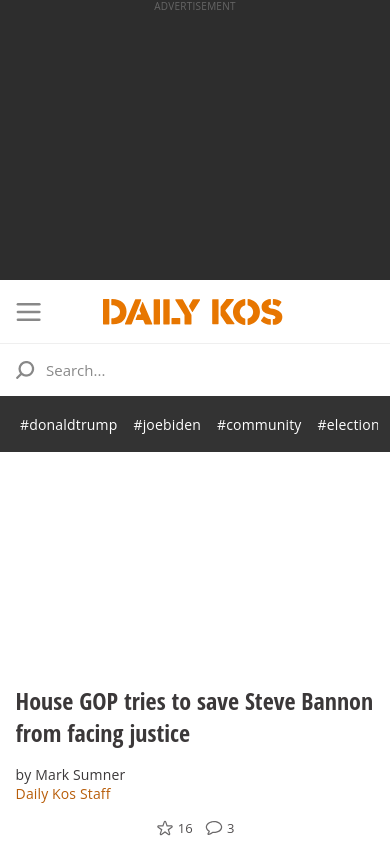 ADVERTISEMENT
DAILY KOS
Search...
#donaldtrump #joebiden #community #election
House GOP tries to save Steve Bannon
from facing justice
by Mark Sumner
Daily Kos Staff
16 3